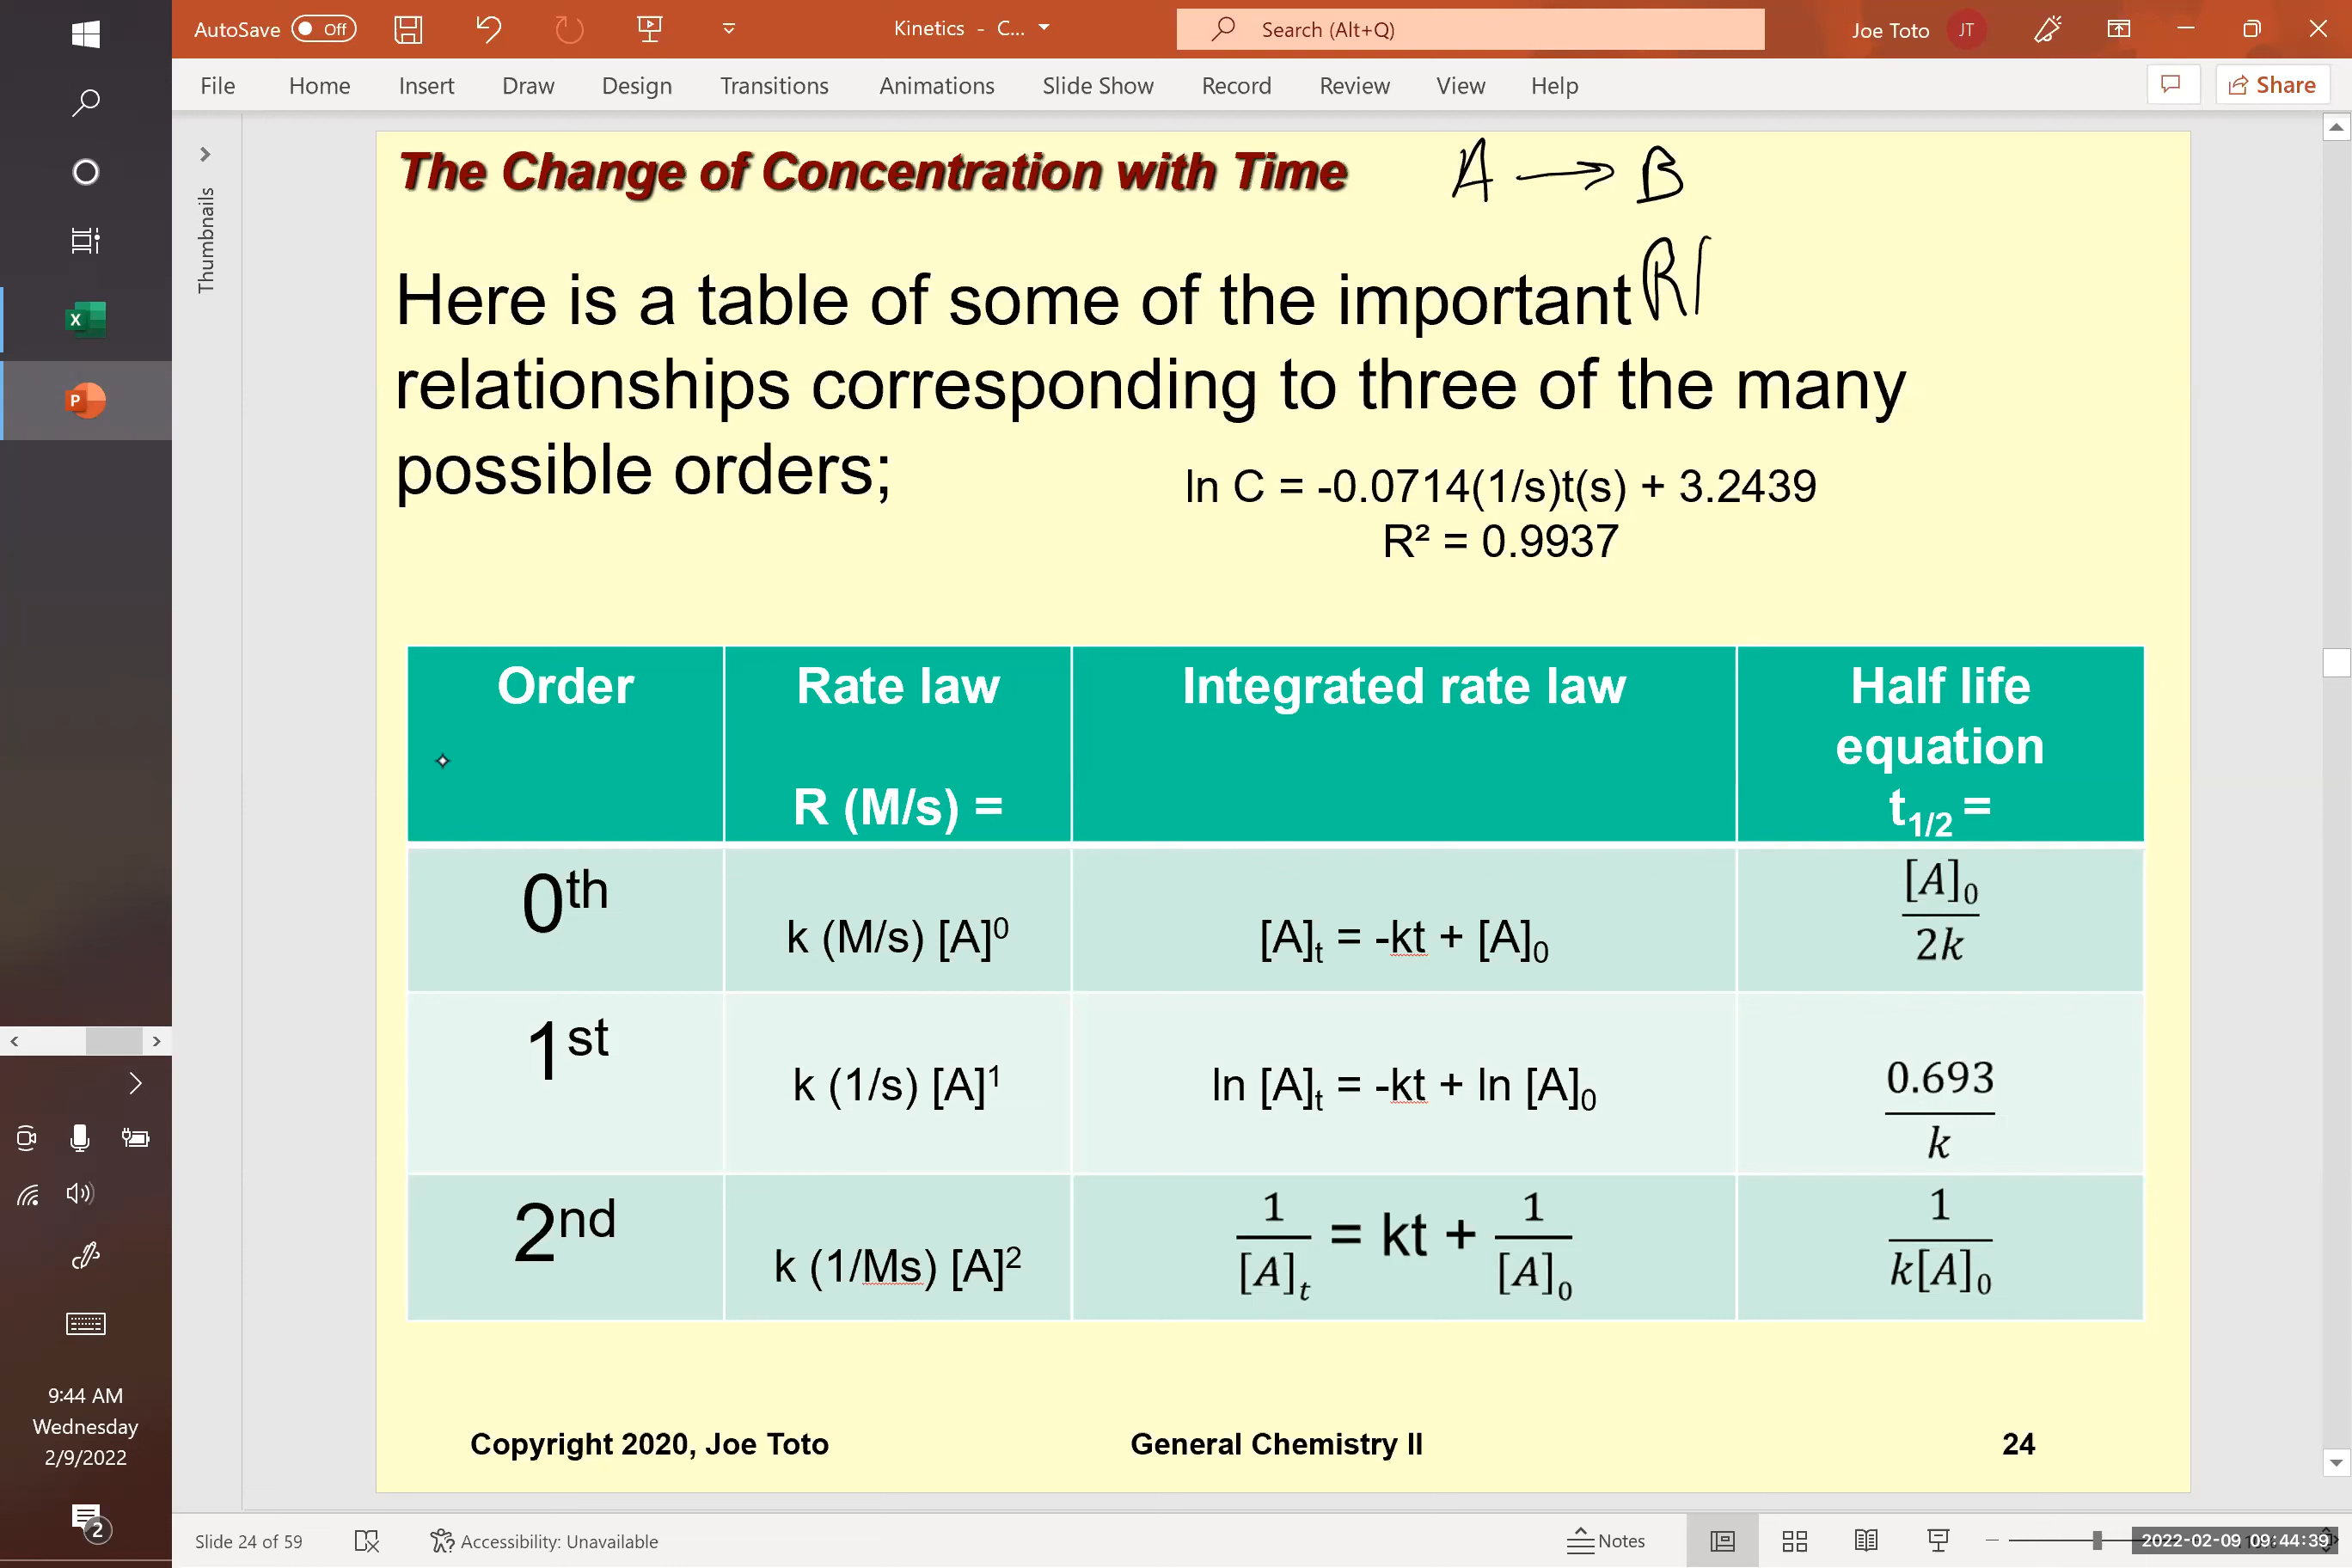 AutoSave Off Kinetics - C... Search (Alt+Q) Joe Toto JT
File Home Insert Draw Design Transitions Animations Slide Show Record Review View Help Share
Thumbnails
The Change of Concentration with Time A → B
Here is a table of some of the important
relationships corresponding to three of the many
possible orders;
ln C = -0.0714(1/s)t(s) + 3.2439
R² = 0.9937
Order Rate law Integrated rate law Half life
equation
R (M/s) = t1/2 =
0th k (M/s) [A]⁰ [A]t = -kt + [A]0 [A]0 / 2k
1st k (1/s) [A]¹ ln [A]t = -kt + ln [A]0 0.693 / k
2nd k (1/Ms) [A]² 1/[A]t = kt + 1/[A]0 1 / k[A]0
Copyright 2020, Joe Toto General Chemistry II 24
9:44 AM
Wednesday
2/9/2022
2
Slide 24 of 59 Accessibility: Unavailable Notes 2022-02-09 09:44:39